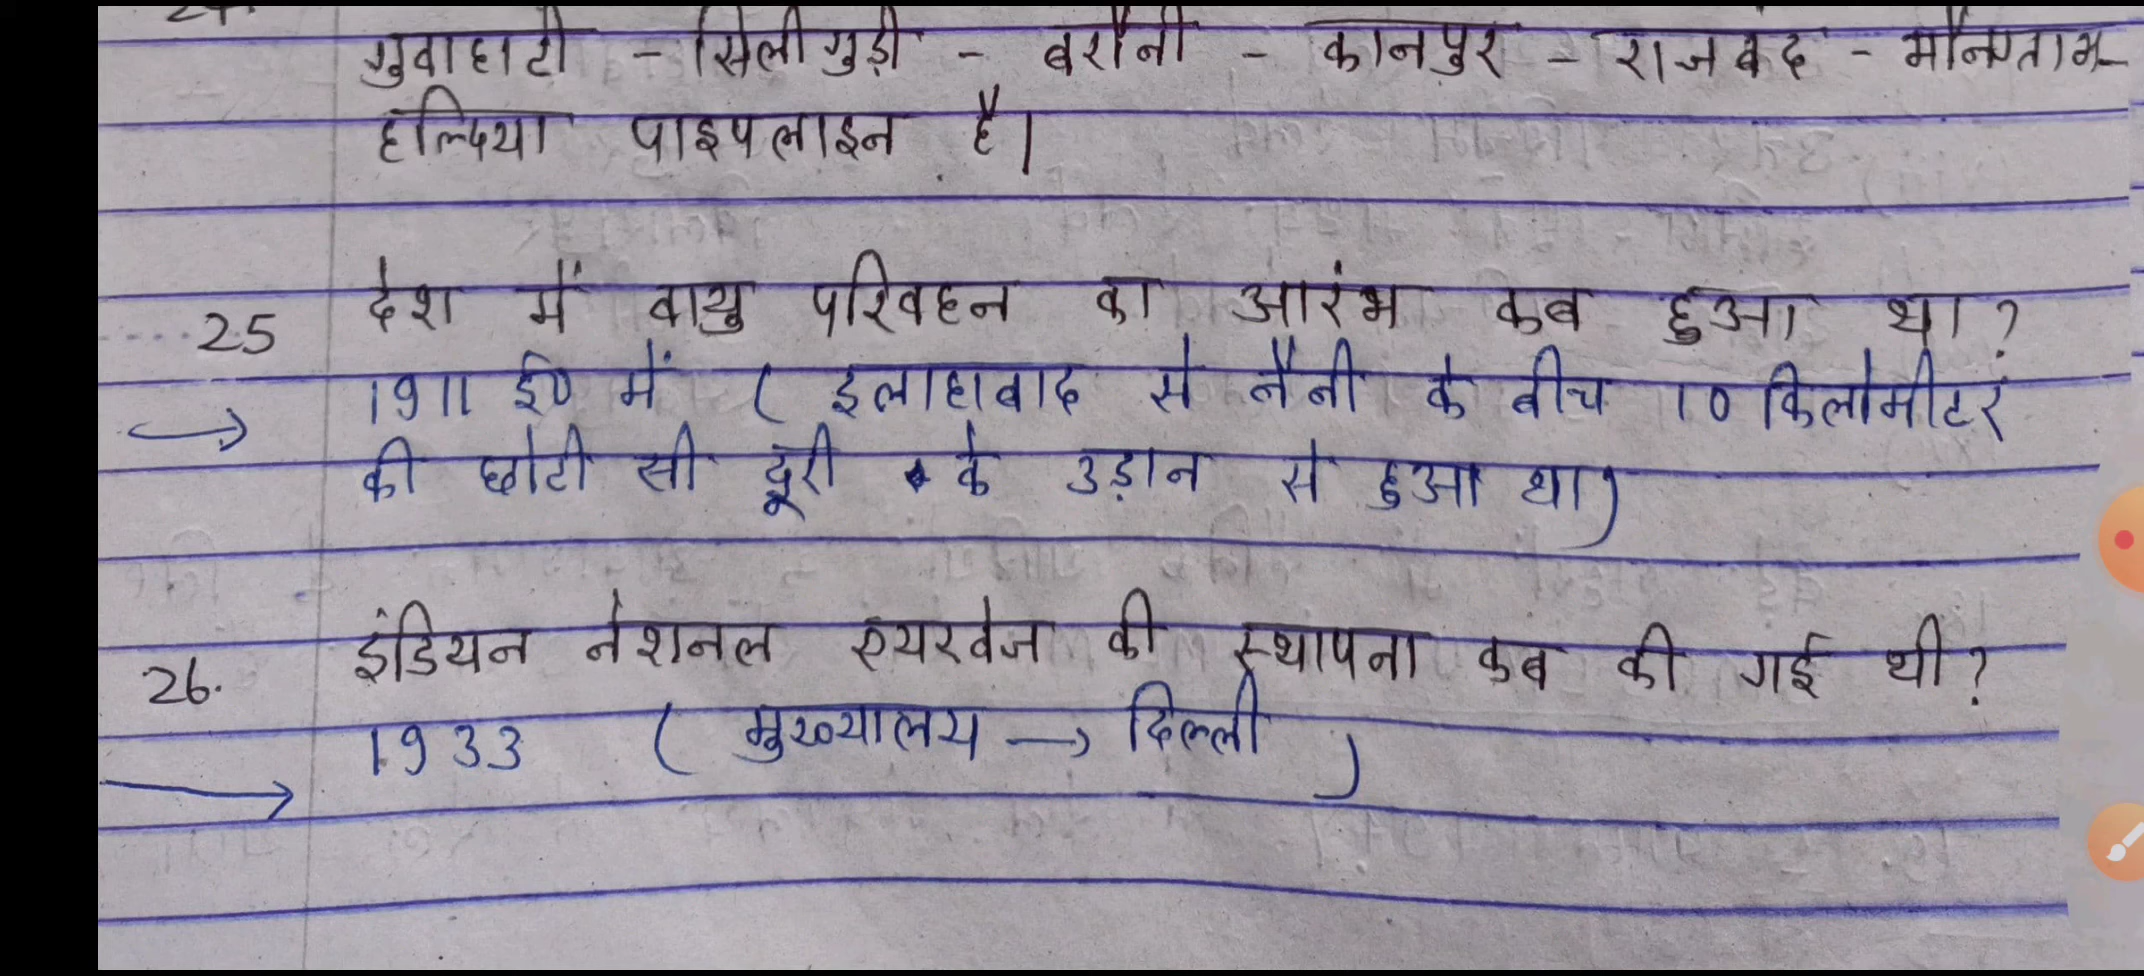 गुवाहाटी - सिलीगुड़ी - बरौनी - कानपुर - राजबंद - मौनग्ताम-
हल्दिया पाइपलाइन है।
25 देश में वायु परिवहन का आरंभ कब हुआ था?
→ 1911 ई० में ( इलाहाबाद से नैनी के बीच 10 किलोमीटर
की छोटी सी दूरी के उड़ान से हुआ था)
26. इंडियन नेशनल एयरवेज की स्थापना कब की गई थी?
→ 1933 ( मुख्यालय → दिल्ली )